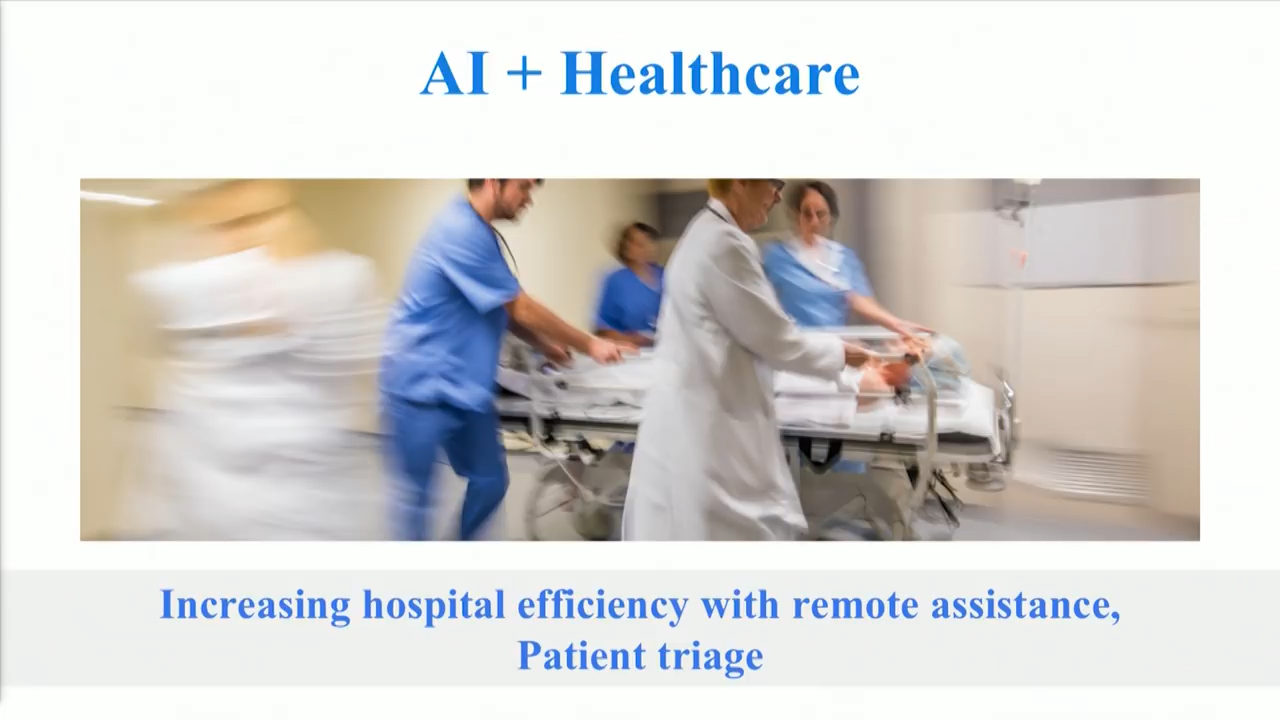 AI + Healthcare
Increasing hospital efficiency with remote assistance,
Patient triage